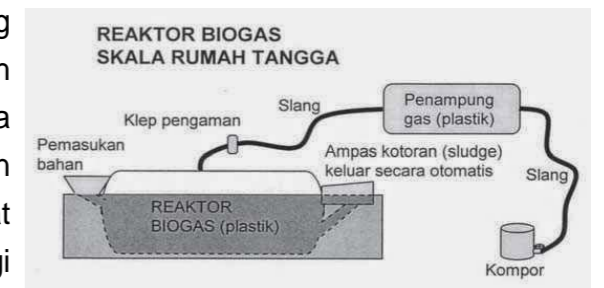 REAKTOR BIOGAS
SKALA RUMAH TANGGA
Klep pengaman
Slang
Penampung
gas (plastik)
Pemasukan
bahan
Ampas kotoran (sludge)
keluar secara otomatis
Slang
REAKTOR
BIOGAS (plastik)
Kompor